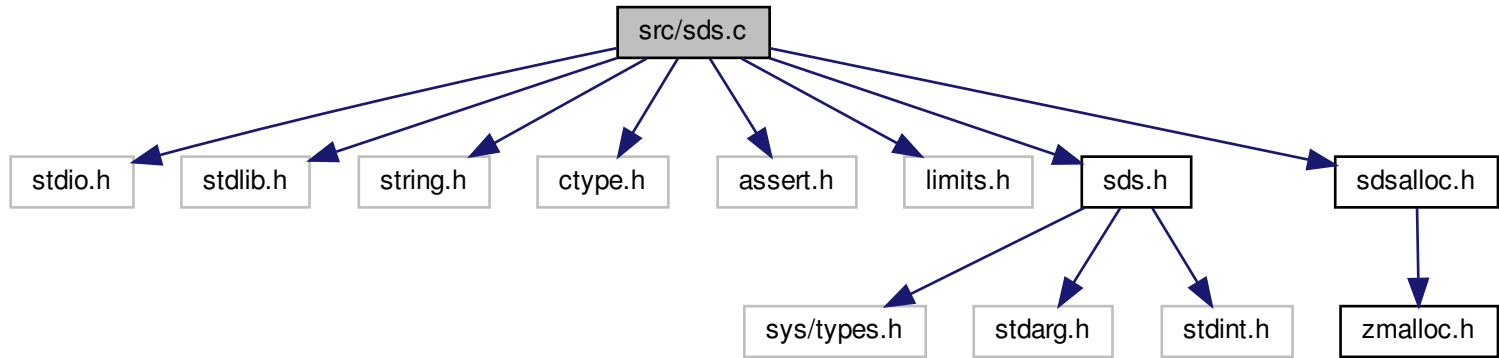 src/sds.c
stdio.h
stdlib.h
string.h
ctype.h
assert.h
limits.h
sds.h
sdsalloc.h
sys/types.h
stdarg.h
stdint.h
zmalloc.h